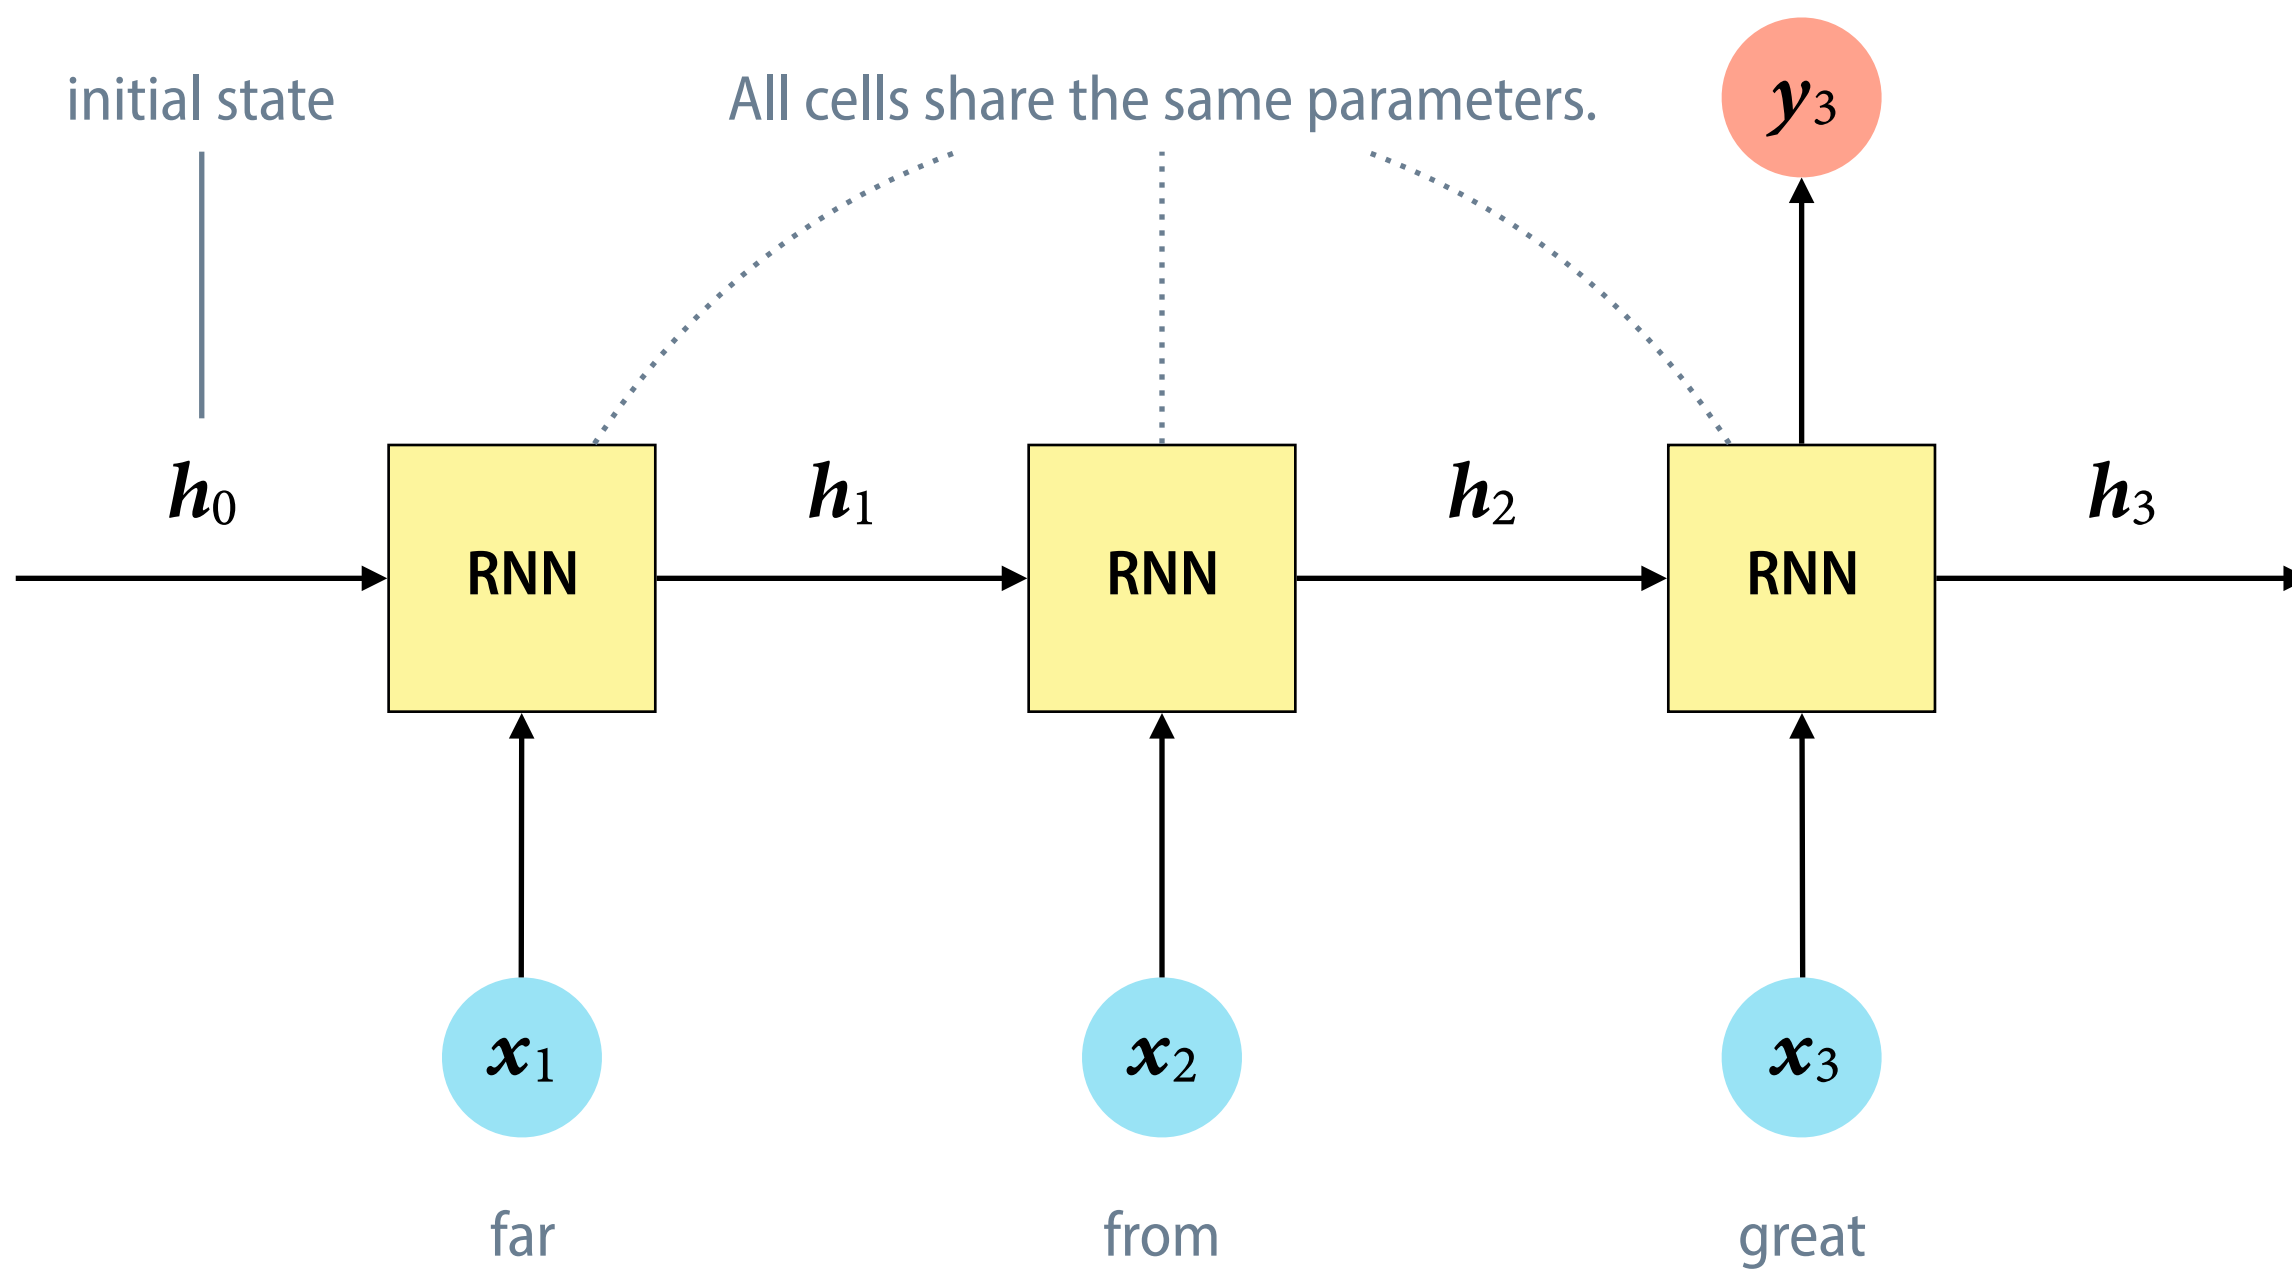 initial state
All cells share the same parameters.
y3
h0
h1
h2
h3
RNN
RNN
RNN
x1
x2
x3
far
from
great